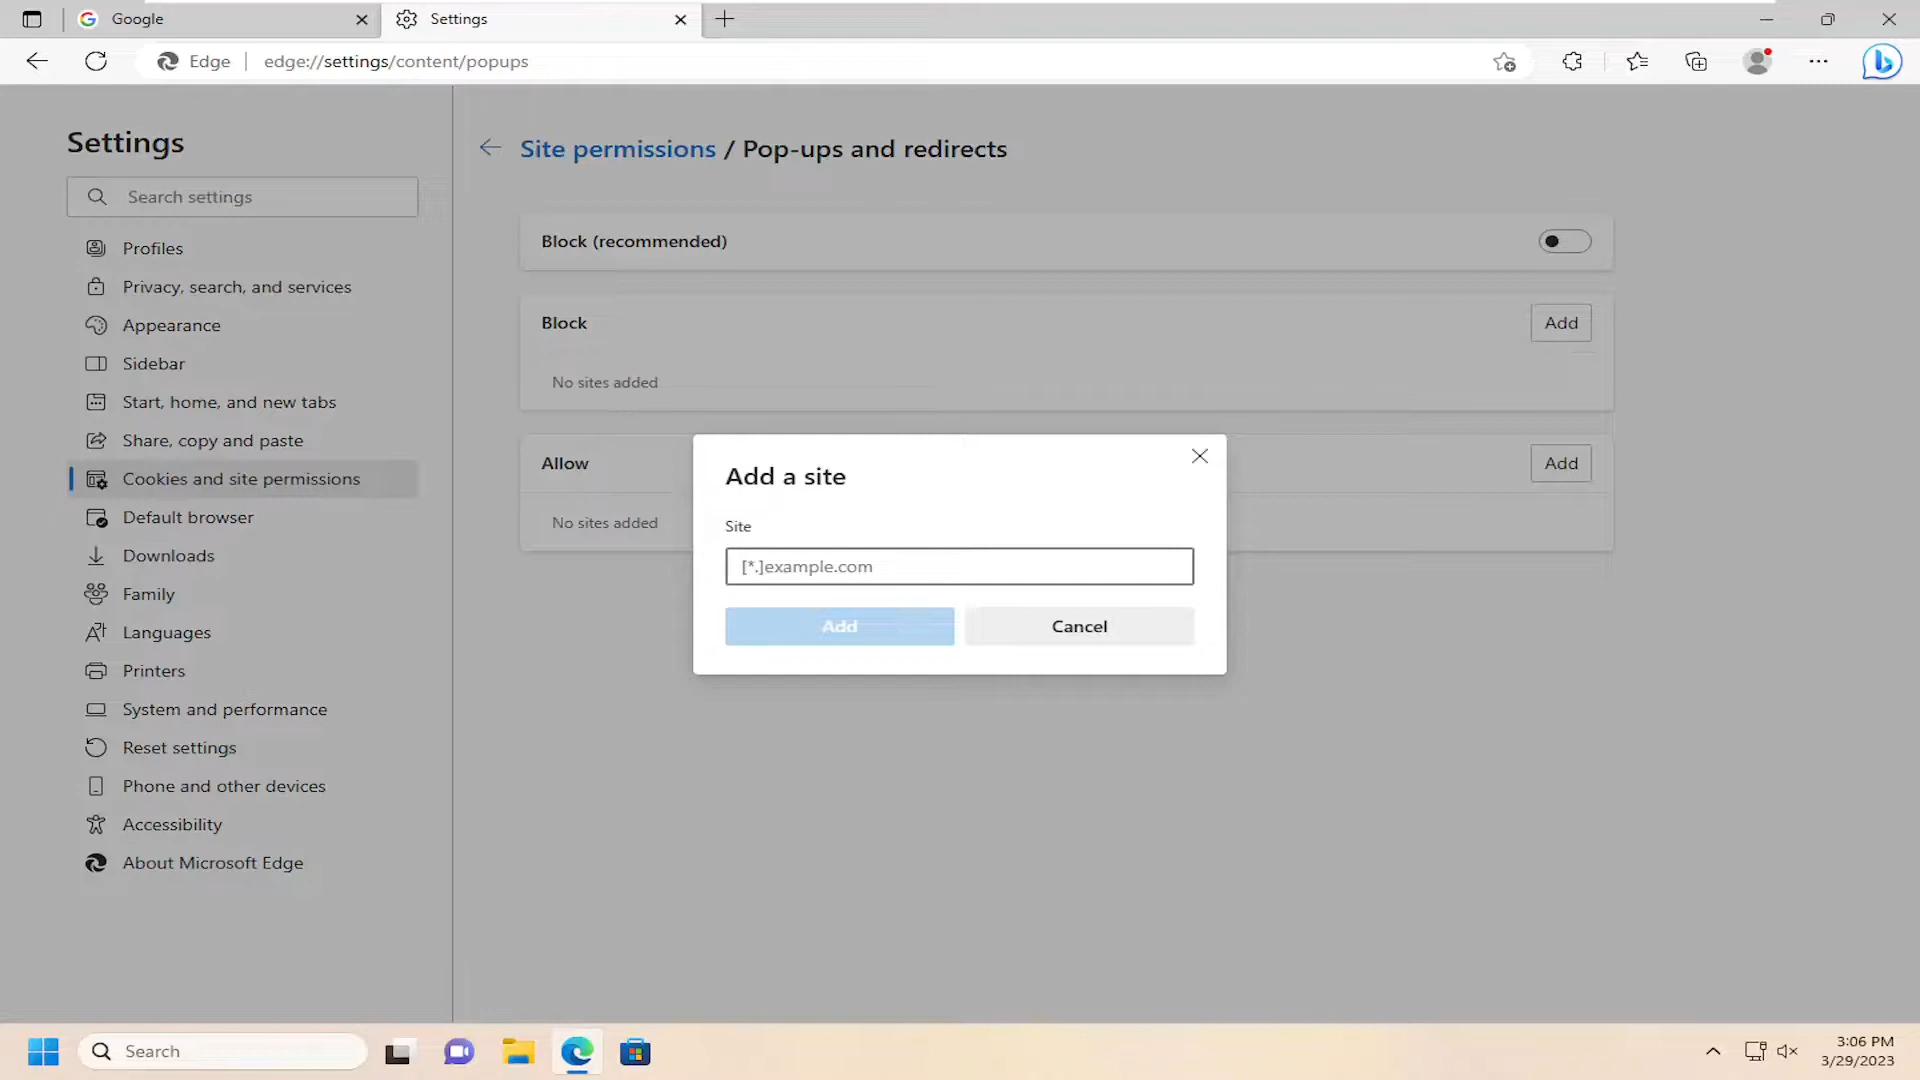 Google
Settings
Edge
edge://settings/content/popups
Settings
Search settings
Profiles
Privacy, search, and services
Appearance
Sidebar
Start, home, and new tabs
Share, copy and paste
Cookies and site permissions
Default browser
Downloads
Family
Languages
Printers
System and performance
Reset settings
Phone and other devices
Accessibility
About Microsoft Edge
Site permissions / Pop-ups and redirects
Block (recommended)
Block
Add
No sites added
Allow
Add
No sites added
Add a site
Site
[*.]example.com
Add
Cancel
Search
3:06 PM
3/29/2023